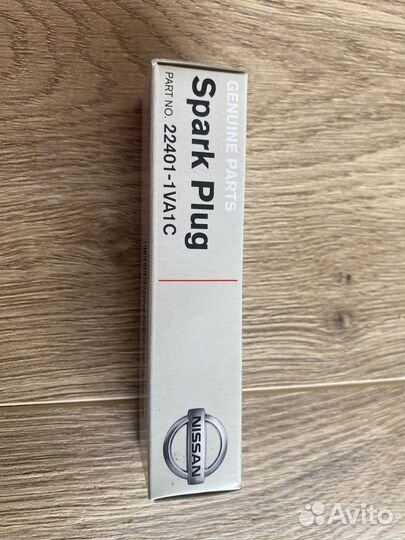 GENUINE PARTS
Spark Plug
PART NO. 22401-1VA1C
NISSAN
Avito